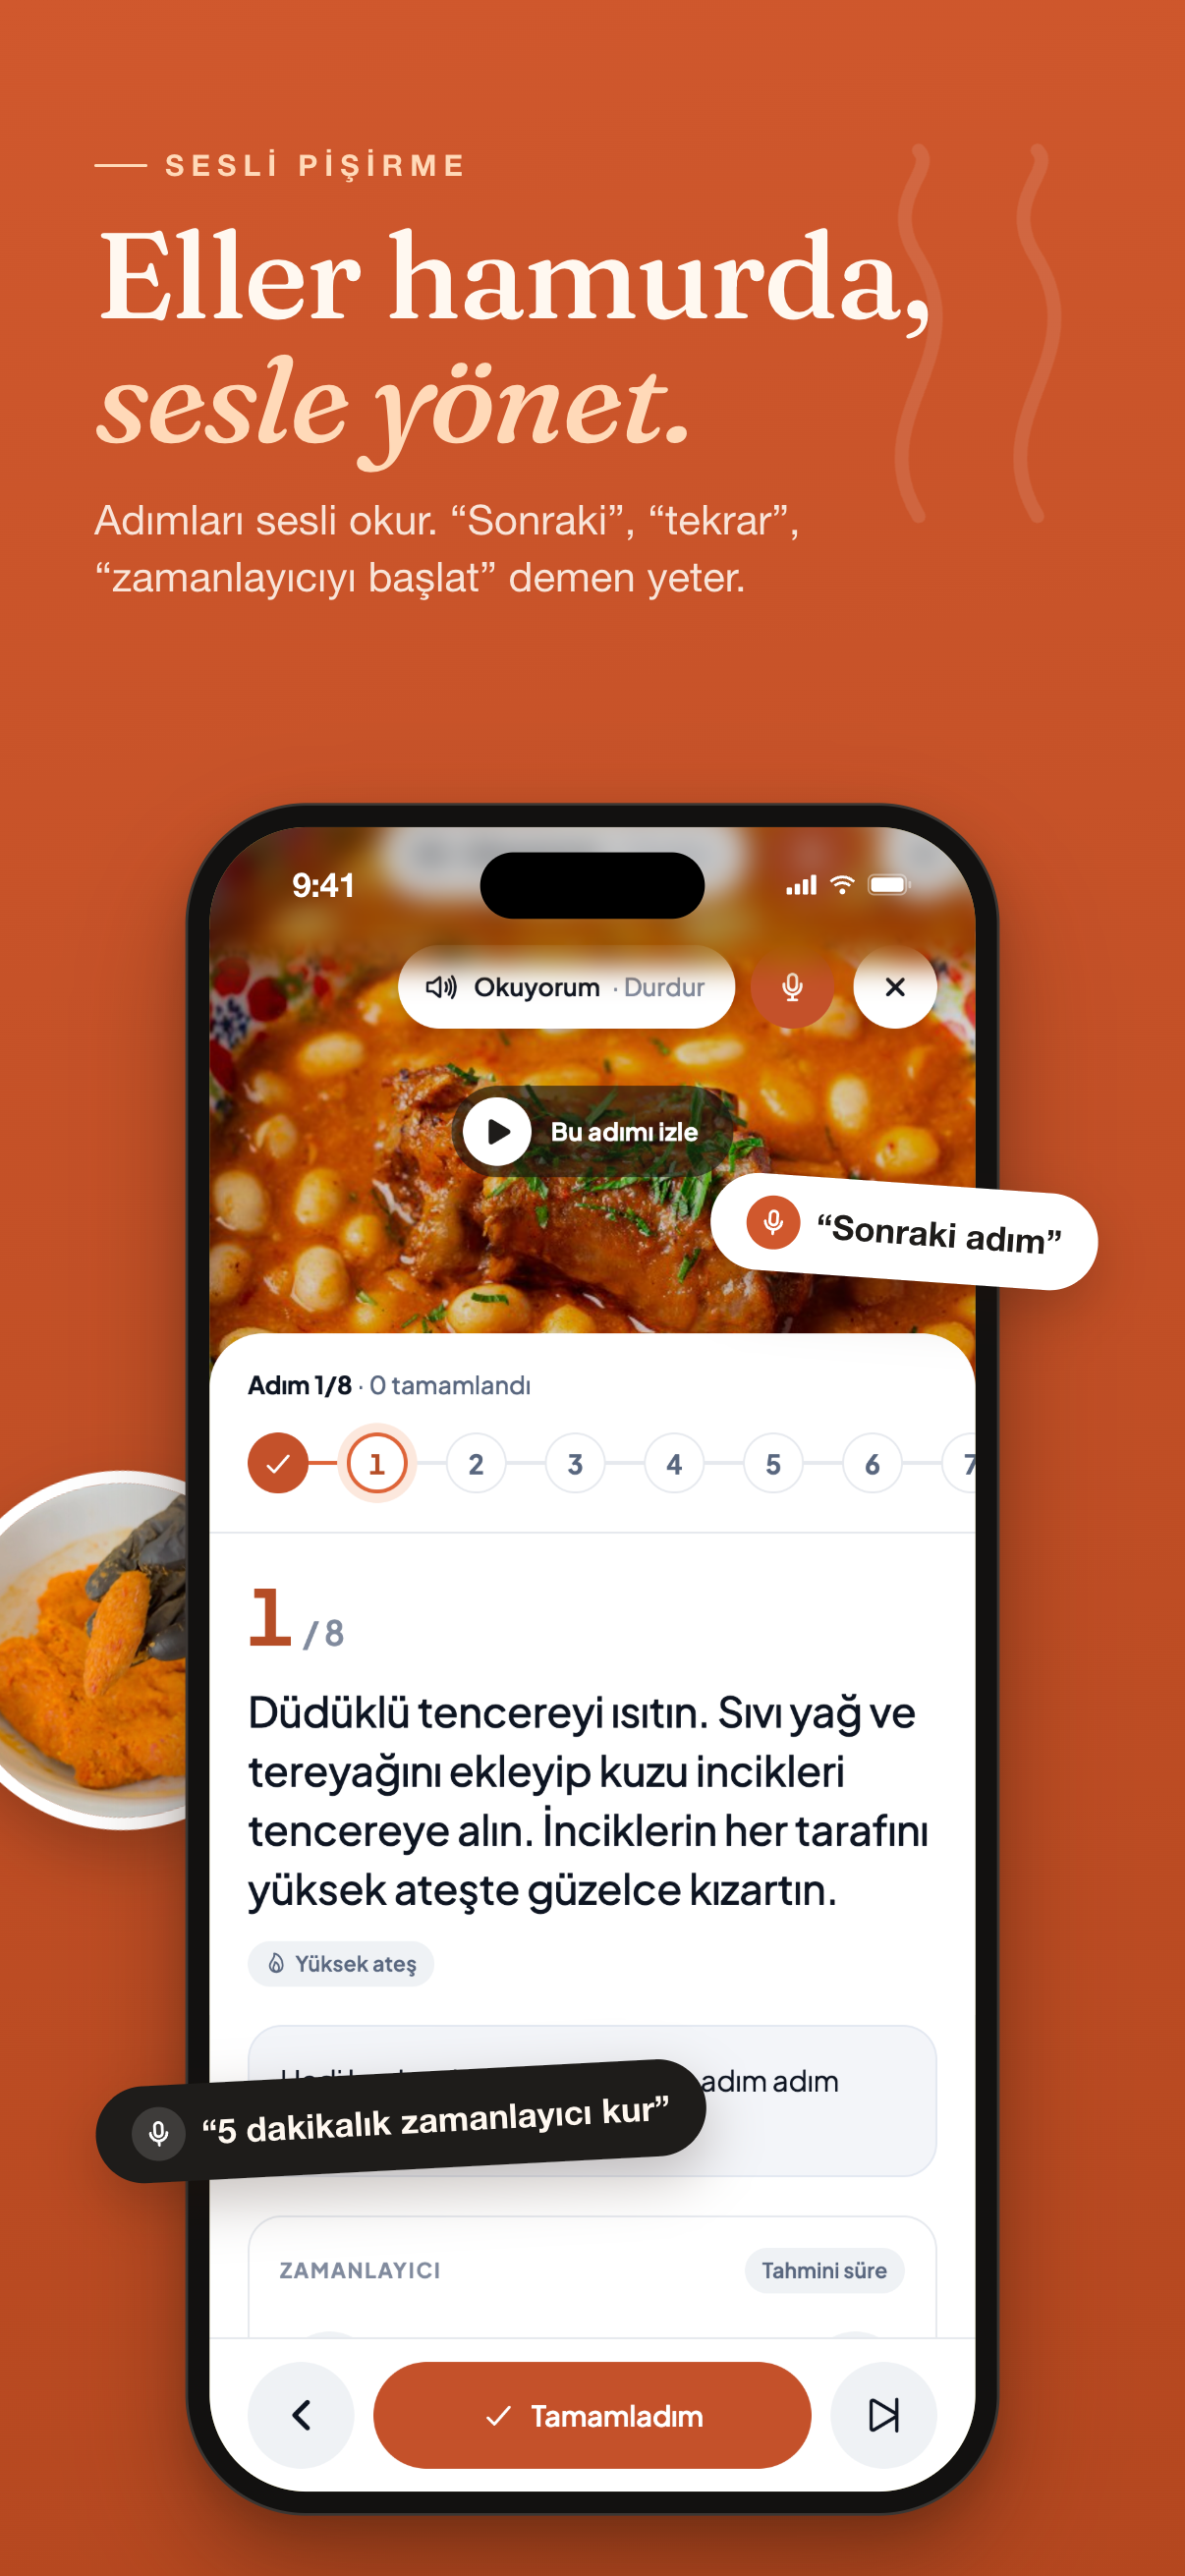 SESLİ PİŞİRME
Eller hamurda,
sesle yönet.
Adımları sesli okur. “Sonraki”, “tekrar”,
“zamanlayıcıyı başlat” demen yeter.
9:41
Okuyorum · Durdur
Bu adımı izle
“Sonraki adım”
Adım 1/8 · 0 tamamlandı
1 2 3 4 5 6 7
1 / 8
Düdüklü tencereyi ısıtın. Sıvı yağ ve
tereyağını ekleyip kuzu incikleri
tencereye alın. İnciklerin her tarafını
yüksek ateşte güzelce kızartın.
Yüksek ateş
adım adım
“5 dakikalık zamanlayıcı kur”
ZAMANLAYICI
Tahmini süre
Tamamladım